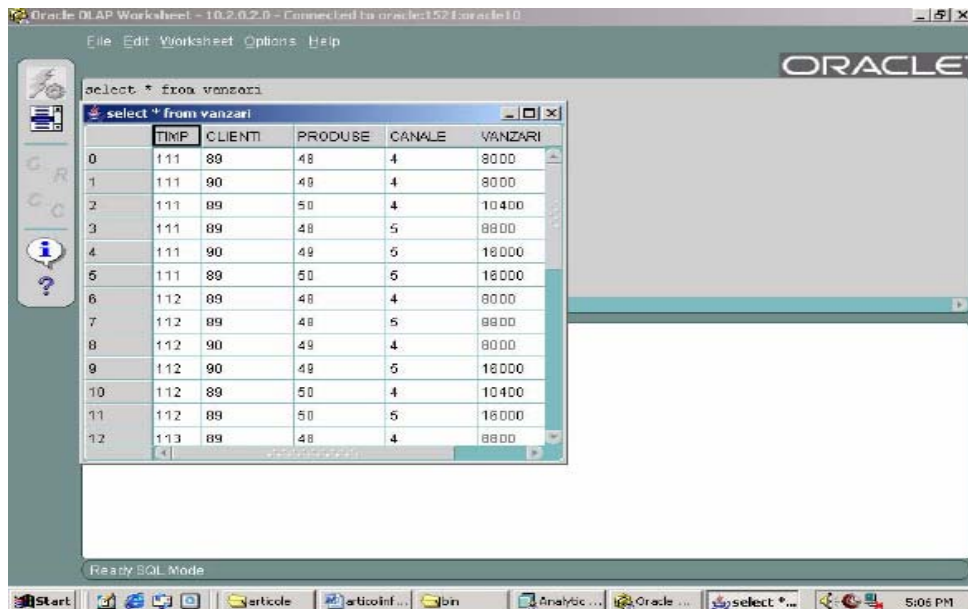 Oracle OLAP Worksheet - 10.2.0.2.0 - Connected to oracle:1521:oracle10
File Edit Worksheet Options Help
ORACLE
select * from vanzari
select * from vanzari
TIMP CLIENTI PRODUSE CANALE VANZARI
0 111 89 48 4 8000
1 111 90 49 4 8000
2 111 89 50 4 10400
3 111 89 48 5 8800
4 111 90 49 5 16000
5 111 89 50 5 16000
6 112 89 48 4 8000
7 112 89 48 5 8800
8 112 90 49 4 8000
9 112 90 49 5 16000
10 112 89 50 4 10400
11 112 89 50 5 16000
12 113 89 48 4
Ready SQL Mode
Start articole articolinf... bin Analytic ... Oracle ... select *... 5:06 PM